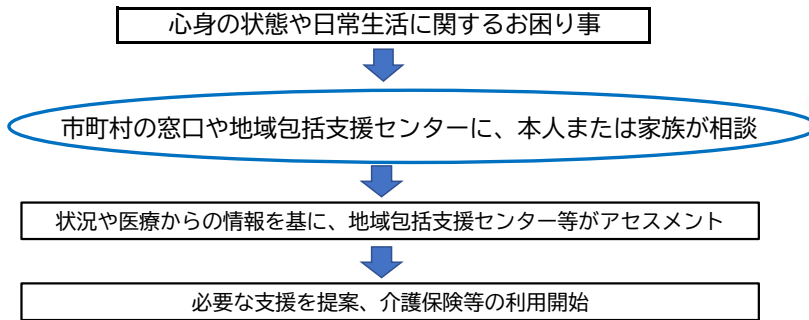 心身の状態や日常生活に関するお困り事
市町村の窓口や地域包括支援センターに、本人または家族が相談
状況や医療からの情報を基に、地域包括支援センター等がアセスメント
必要な支援を提案、介護保険等の利用開始